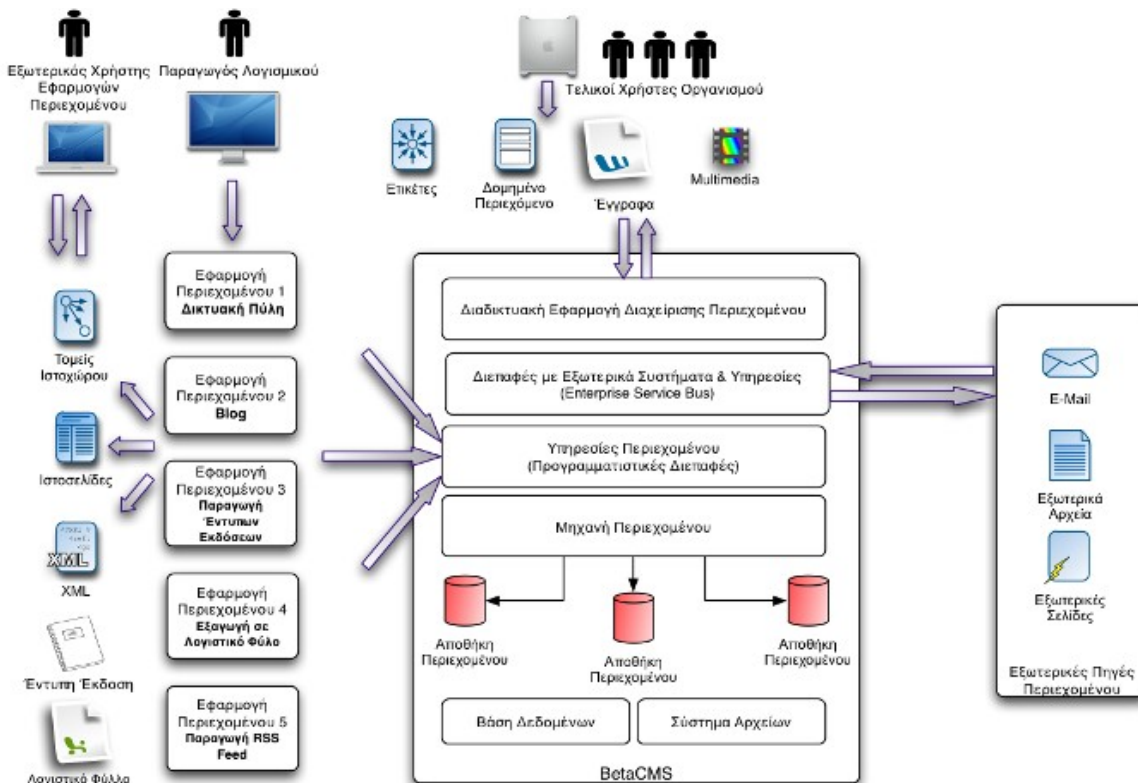 Εξωτερικός Χρήστης
Εφαρμογών
Περιεχομένου
Παραγωγός Λογισμικού
Τελικοί Χρήστες Οργανισμού
Ετικέτες
Δομημένο
Περιεχόμενο
Έγγραφα
Multimedia
Τομείς
Ιστοχώρου
Ιστοσελίδες
XML
XML
Έντυπη Έκδοση
Λογιστικό Φύλλο
Εφαρμογή
Περιεχομένου 1
Δικτυακή Πύλη
Εφαρμογή
Περιεχομένου 2
Blog
Εφαρμογή
Περιεχομένου 3
Παραγωγή
Έντυπων
Εκδόσεων
Εφαρμογή
Περιεχομένου 4
Εξαγωγή σε
Λογιστικό Φύλο
Εφαρμογή
Περιεχομένου 5
Παραγωγή RSS
Feed
Διαδικτυακή Εφαρμογή Διαχείρισης Περιεχομένου
Διεπαφές με Εξωτερικά Συστήματα & Υπηρεσίες
(Enterprise Service Bus)
Υπηρεσίες Περιεχομένου
(Προγραμματιστικές Διεπαφές)
Μηχανή Περιεχομένου
Αποθήκη
Περιεχομένου
Αποθήκη
Περιεχομένου
Αποθήκη
Περιεχομένου
Βάση Δεδομένων
Σύστημα Αρχείων
BetaCMS
E-Mail
Εξωτερικά
Αρχεία
Εξωτερικές
Σελίδες
Εξωτερικές Πηγές
Περιεχομένου